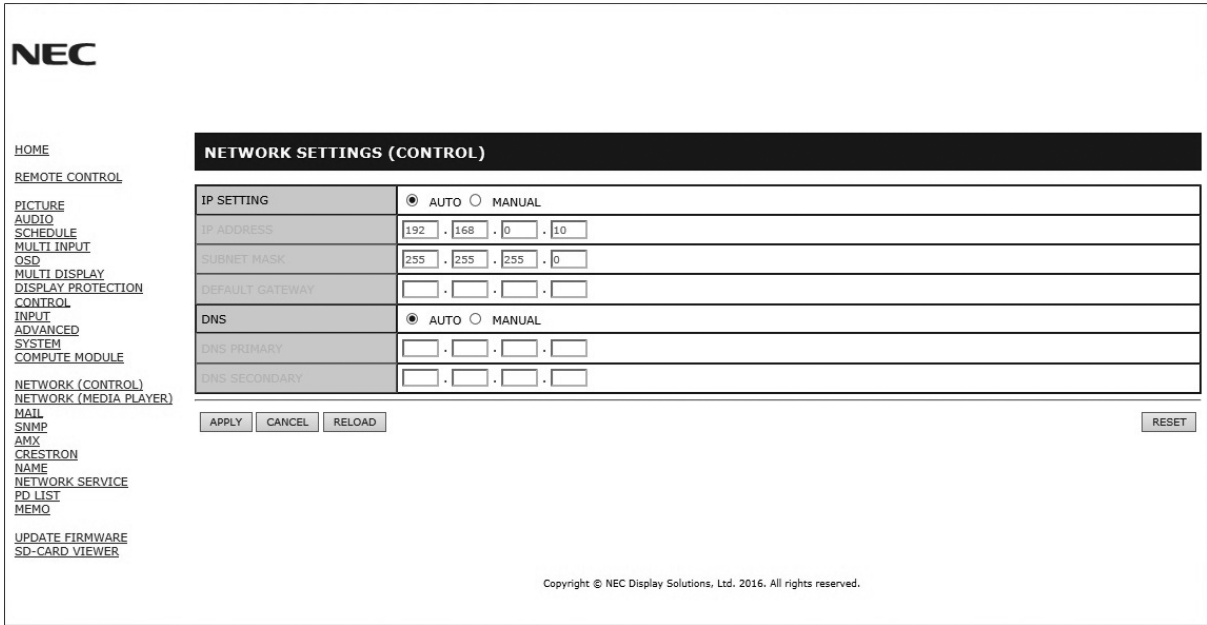 NEC
HOME
REMOTE CONTROL
PICTURE
AUDIO
SCHEDULE
MULTI INPUT
OSD
MULTI DISPLAY
DISPLAY PROTECTION
CONTROL
INPUT
ADVANCED
SYSTEM
COMPUTE MODULE
NETWORK (CONTROL)
NETWORK (MEDIA PLAYER)
MAIL
SNMP
AMX
CRESTRON
NAME
NETWORK SERVICE
PD LIST
MEMO
UPDATE FIRMWARE
SD-CARD VIEWER
NETWORK SETTINGS (CONTROL)
IP SETTING AUTO MANUAL
IP ADDRESS 192 . 168 . 0 . 10
SUBNET MASK 255 . 255 . 255 . 0
DEFAULT GATEWAY . . .
DNS AUTO MANUAL
DNS PRIMARY . . .
DNS SECONDARY . . .
APPLY CANCEL RELOAD RESET
Copyright © NEC Display Solutions, Ltd. 2016. All rights reserved.